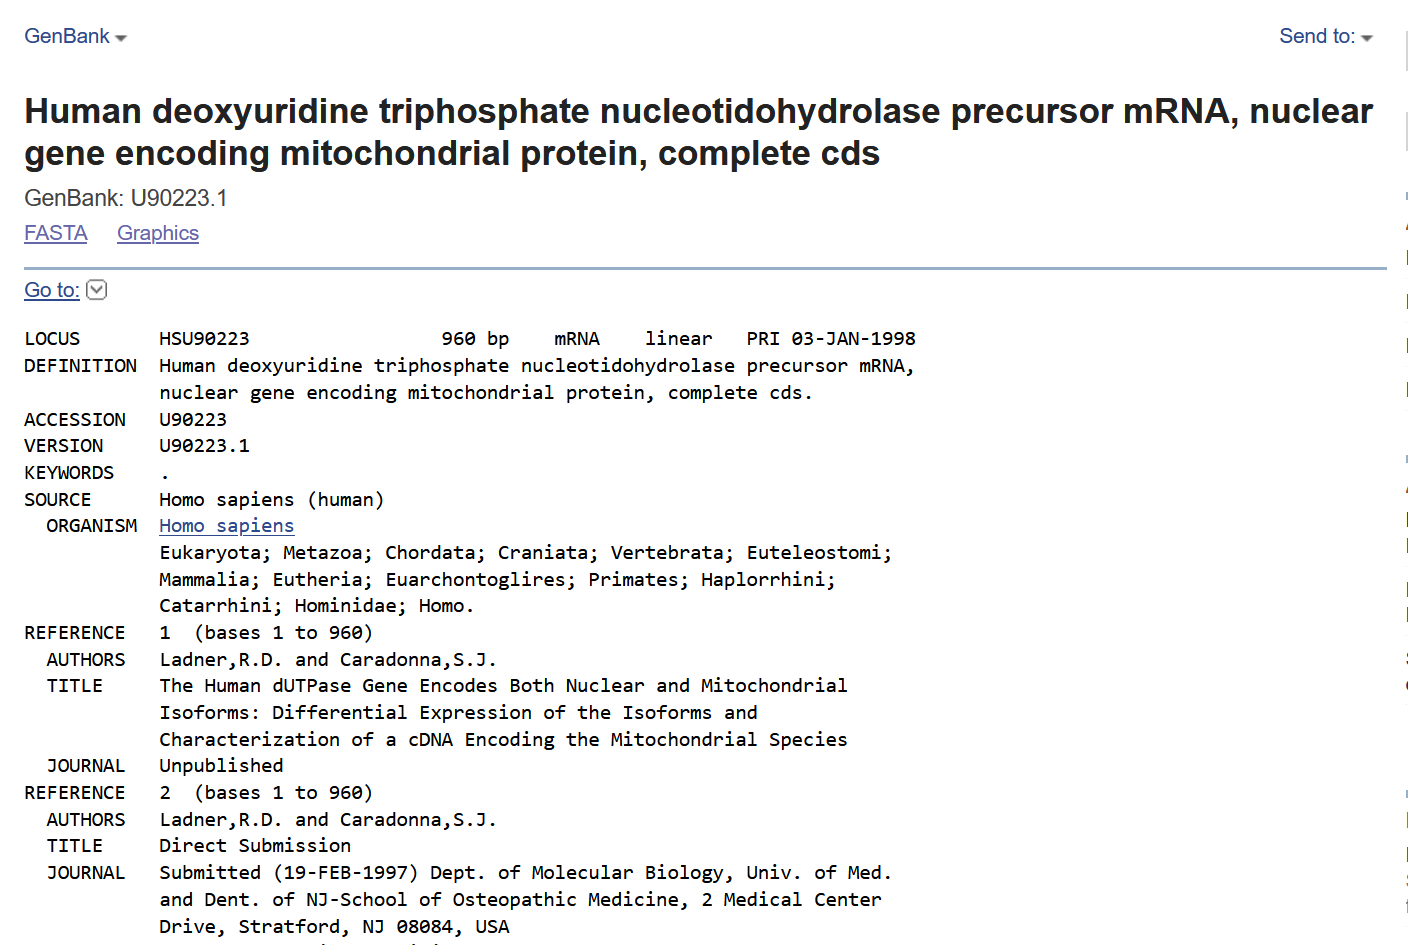 GenBank
Send to:
Human deoxyuridine triphosphate nucleotidohydrolase precursor mRNA, nuclear
gene encoding mitochondrial protein, complete cds
GenBank: U90223.1
FASTA Graphics
Go to:
LOCUS HSU90223 960 bp mRNA linear PRI 03-JAN-1998
DEFINITION Human deoxyuridine triphosphate nucleotidohydrolase precursor mRNA,
nuclear gene encoding mitochondrial protein, complete cds.
ACCESSION U90223
VERSION U90223.1
KEYWORDS .
SOURCE Homo sapiens (human)
ORGANISM Homo sapiens
Eukaryota; Metazoa; Chordata; Craniata; Vertebrata; Euteleostomi;
Mammalia; Eutheria; Euarchontoglires; Primates; Haplorrhini;
Catarrhini; Hominidae; Homo.
REFERENCE 1 (bases 1 to 960)
AUTHORS Ladner,R.D. and Caradonna,S.J.
TITLE The Human dUTPase Gene Encodes Both Nuclear and Mitochondrial
Isoforms: Differential Expression of the Isoforms and
Characterization of a cDNA Encoding the Mitochondrial Species
JOURNAL Unpublished
REFERENCE 2 (bases 1 to 960)
AUTHORS Ladner,R.D. and Caradonna,S.J.
TITLE Direct Submission
JOURNAL Submitted (19-FEB-1997) Dept. of Molecular Biology, Univ. of Med.
and Dent. of NJ-School of Osteopathic Medicine, 2 Medical Center
Drive, Stratford, NJ 08084, USA